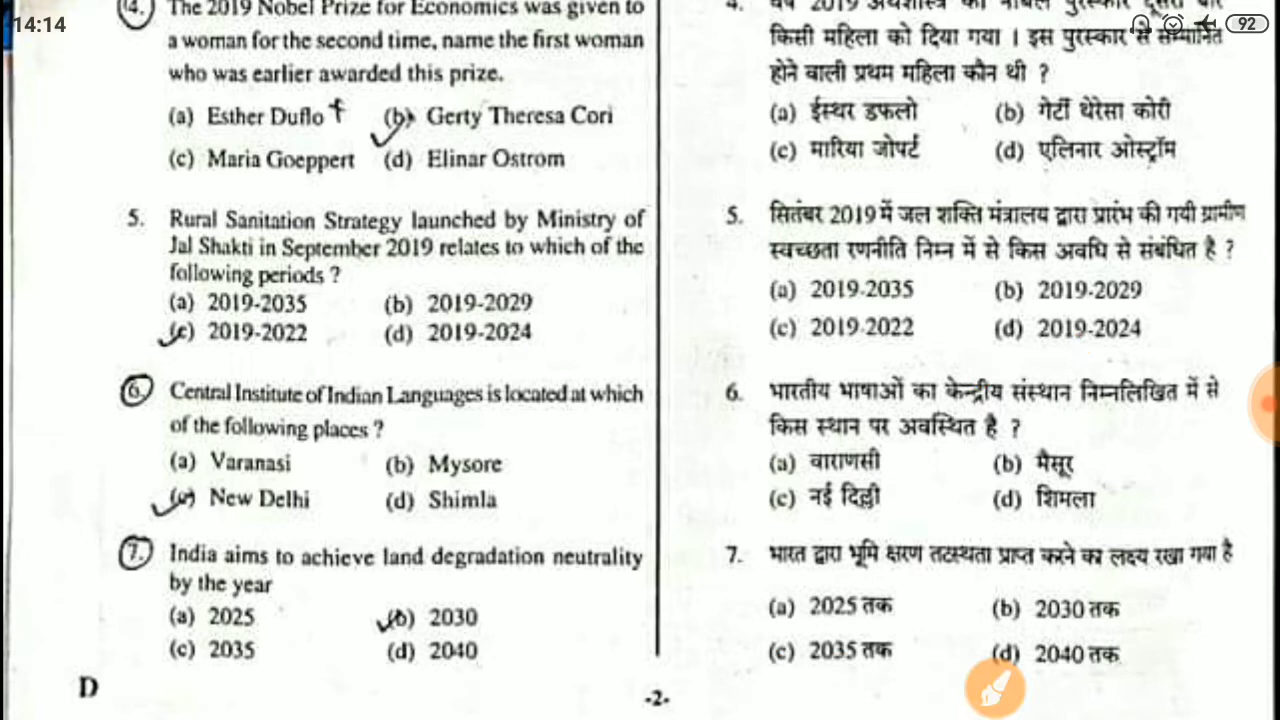 14:14
92
4. The 2019 Nobel Prize for Economics was given to
a woman for the second time, name the first woman
who was earlier awarded this prize.
(a) Esther Duflo (b) Gerty Theresa Cori
(c) Maria Goeppert (d) Elinar Ostrom
5. Rural Sanitation Strategy launched by Ministry of
Jal Shakti in September 2019 relates to which of the
following periods ?
(a) 2019-2035 (b) 2019-2029
(c) 2019-2022 (d) 2019-2024
6. Central Institute of Indian Languages is located at which
of the following places ?
(a) Varanasi (b) Mysore
(c) New Delhi (d) Shimla
7. India aims to achieve land degradation neutrality
by the year
(a) 2025 (b) 2030
(c) 2035 (d) 2040
D
-2-
4. वर्ष 2019 अर्थशास्त्र का नोबेल पुरस्कार दूसरी बार
किसी महिला को दिया गया । इस पुरस्कार से सम्मानित
होने वाली प्रथम महिला कौन थी ?
(a) ईस्थर डफलो (b) गेर्टी थेरेसा कोरी
(c) मारिया जोपर्ट (d) एलिनार ओस्ट्रॉम
5. सितंबर 2019 में जल शक्ति मंत्रालय द्वारा प्रारंभ की गयी ग्रामीण
स्वच्छता रणनीति निम्न में से किस अवधि से संबंधित है ?
(a) 2019-2035 (b) 2019-2029
(c) 2019-2022 (d) 2019-2024
6. भारतीय भाषाओं का केन्द्रीय संस्थान निम्नलिखित में से
किस स्थान पर अवस्थित है ?
(a) वाराणसी (b) मैसूर
(c) नई दिल्ली (d) शिमला
7. भारत द्वारा भूमि क्षरण तटस्थता प्राप्त करने का लक्ष्य रखा गया है
(a) 2025 तक (b) 2030 तक
(c) 2035 तक (d) 2040 तक